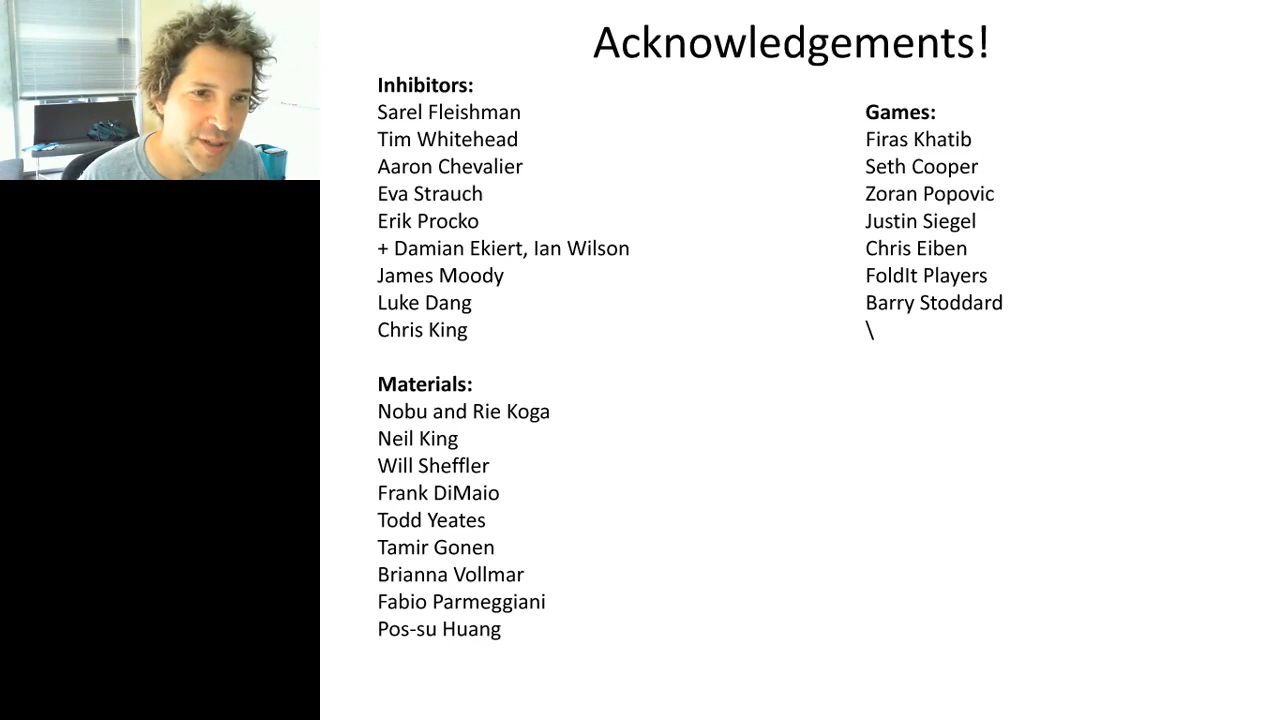 Acknowledgements!
Inhibitors:
Sarel Fleishman
Tim Whitehead
Aaron Chevalier
Eva Strauch
Erik Procko
+ Damian Ekiert, Ian Wilson
James Moody
Luke Dang
Chris King
Materials:
Nobu and Rie Koga
Neil King
Will Sheffler
Frank DiMaio
Todd Yeates
Tamir Gonen
Brianna Vollmar
Fabio Parmeggiani
Pos-su Huang
Games:
Firas Khatib
Seth Cooper
Zoran Popovic
Justin Siegel
Chris Eiben
FoldIt Players
Barry Stoddard
\